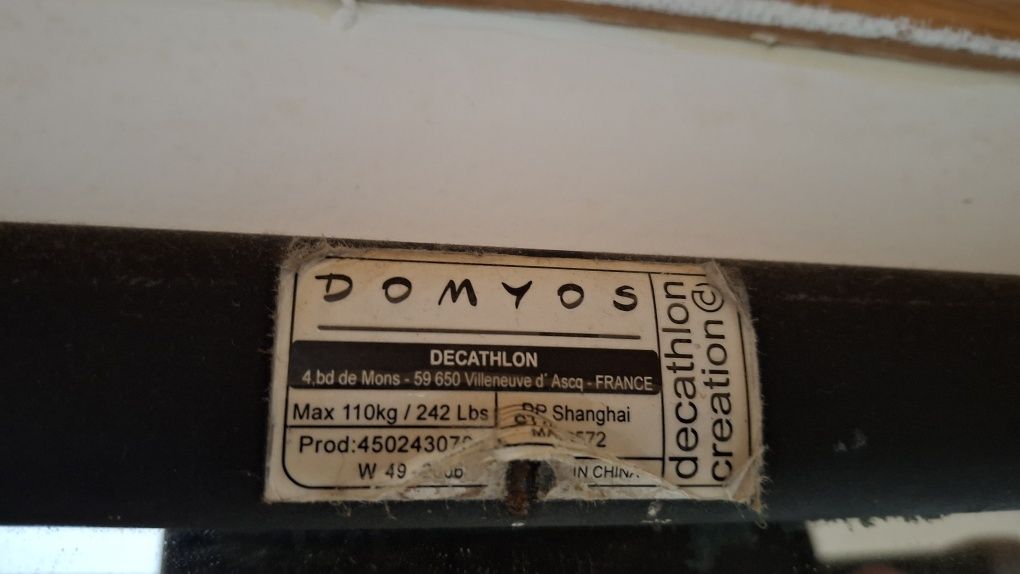 DOMYOS
DECATHLON
4,bd de Mons - 59 650 Villeneuve d' Ascq - FRANCE
Max 110kg / 242 Lbs
PP Shanghai
Prod:45024307
W 49
IN CHINA
decathlon
creation©